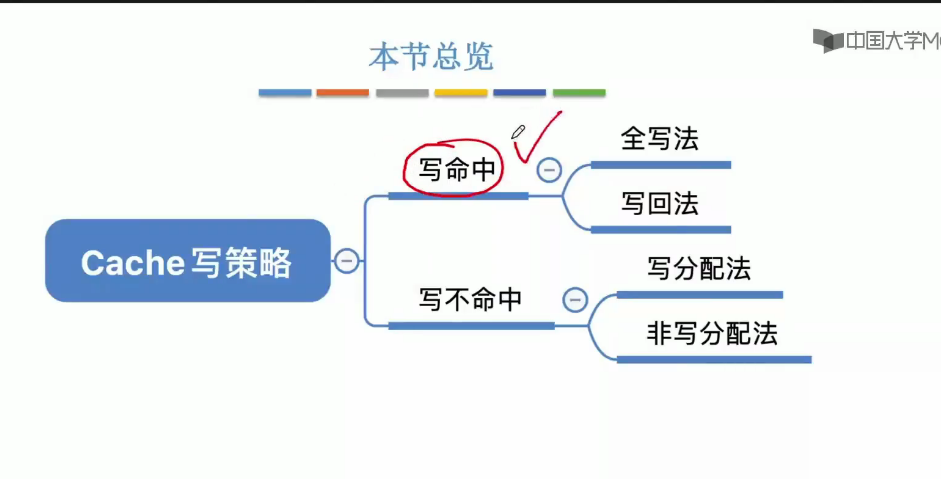 本节总览
中国大学M
写命中
全写法
写回法
Cache写策略
写不命中
写分配法
非写分配法